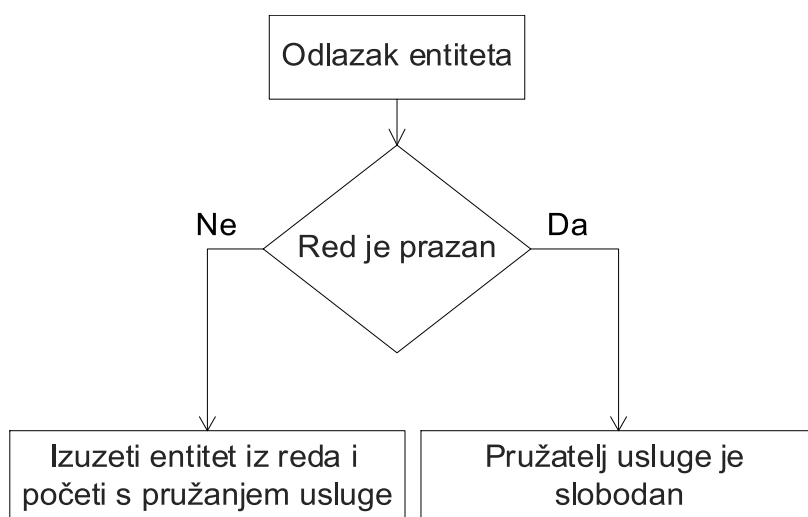 Odlazak entiteta
Ne
Da
Red je prazan
Izuzeti entitet iz reda i
početi s pružanjem usluge
Pružatelj usluge je
slobodan